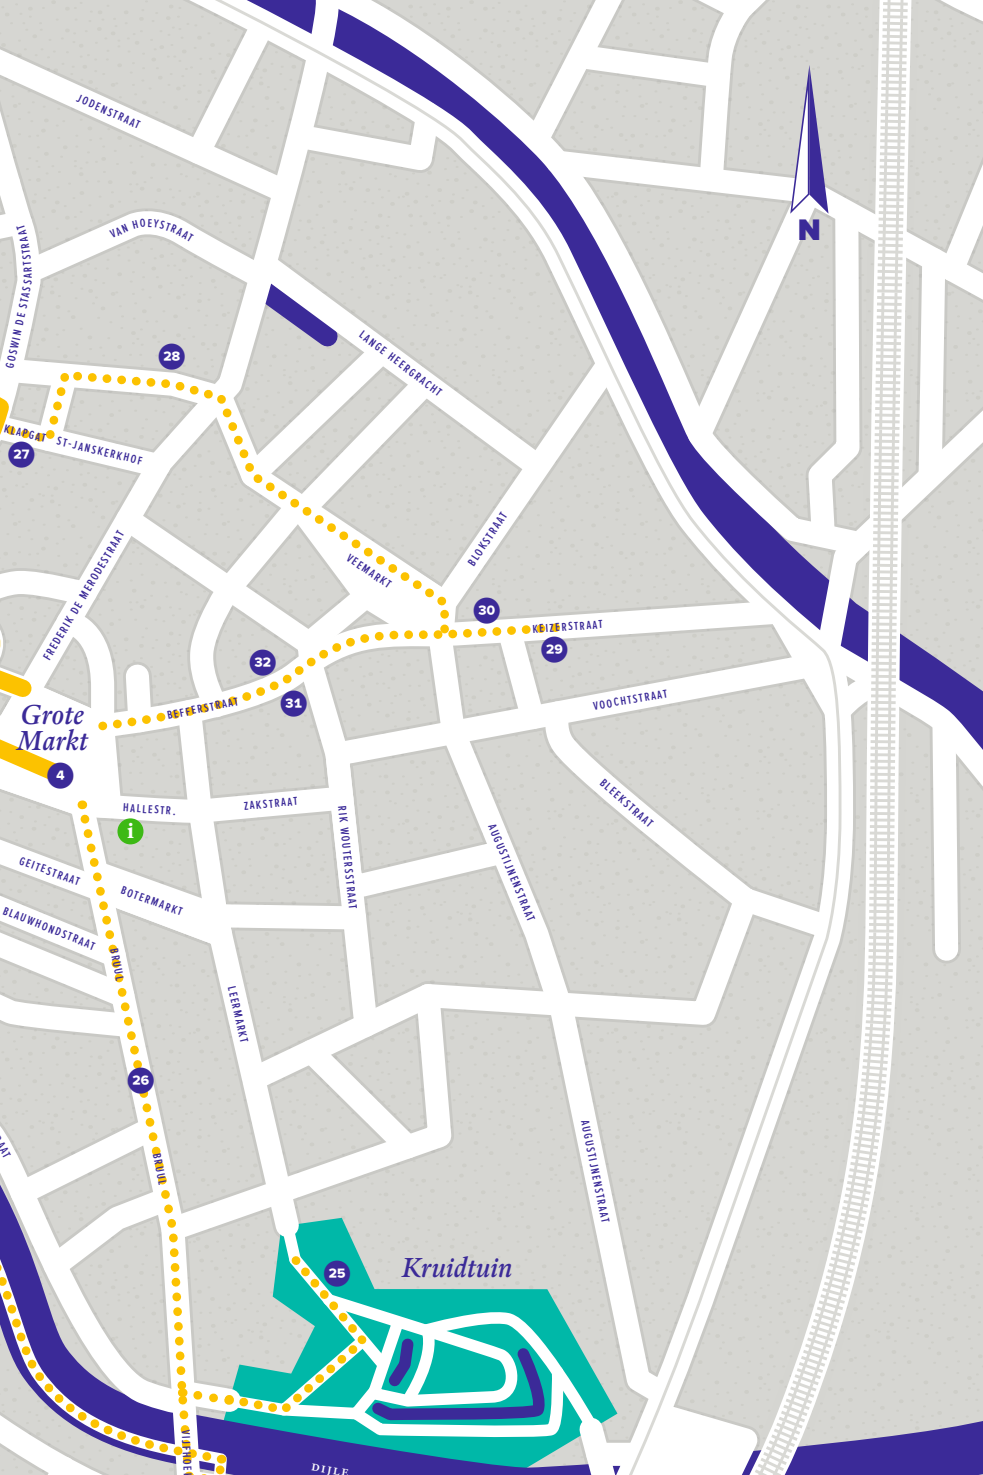 JODENSTRAAT
VAN HOEYSTRAAT
N
GOSWIN DE STASSARTSTRAAT
LANGE HEERGRACHT
28
KLAPGAT
ST-JANSKERKHOF
27
FREDERIK DE MERODESTRAAT
VEEMARKT
BLOKSTRAAT
30
KEIZERSTRAAT
29
32
31
BEFFERSTRAAT
VOOCHTSTRAAT
Grote
Markt
4
HALLESTR.
ZAKSTRAAT
i
BLEEKSTRAAT
RIK WOUTERSSTRAAT
AUGUSTIJNENSTRAAT
GEITESTRAAT
BOTERMARKT
BLAUWHONDSTRAAT
BRUUL
LEERMARKT
26
BRUUL
AUGUSTIJNENSTRAAT
25
Kruidtuin
DIJLE